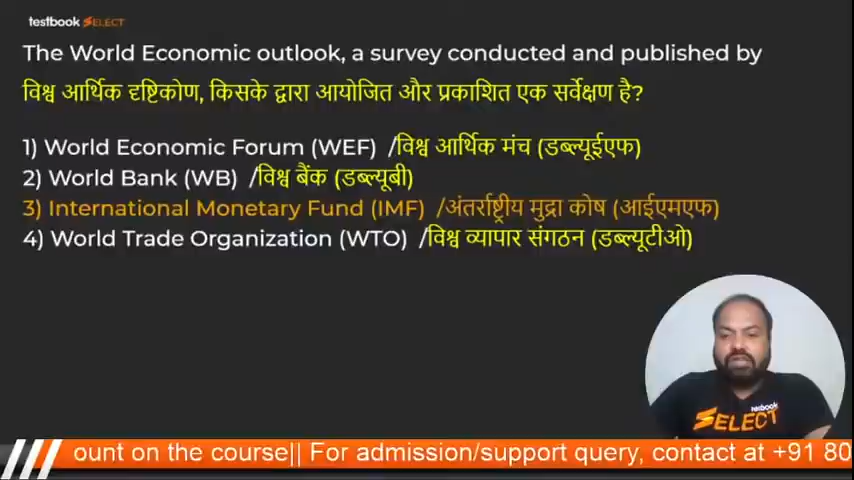 testbook SELECT
The World Economic outlook, a survey conducted and published by
विश्व आर्थिक दृष्टिकोण, किसके द्वारा आयोजित और प्रकाशित एक सर्वेक्षण है?
1) World Economic Forum (WEF) /विश्व आर्थिक मंच (डब्ल्यूईएफ)
2) World Bank (WB) /विश्व बैंक (डब्ल्यूबी)
3) International Monetary Fund (IMF) /अंतर्राष्ट्रीय मुद्रा कोष (आईएमएफ)
4) World Trade Organization (WTO) /विश्व व्यापार संगठन (डब्ल्यूटीओ)
testbook
SELECT
ount on the course|| For admission/support query, contact at +91 80